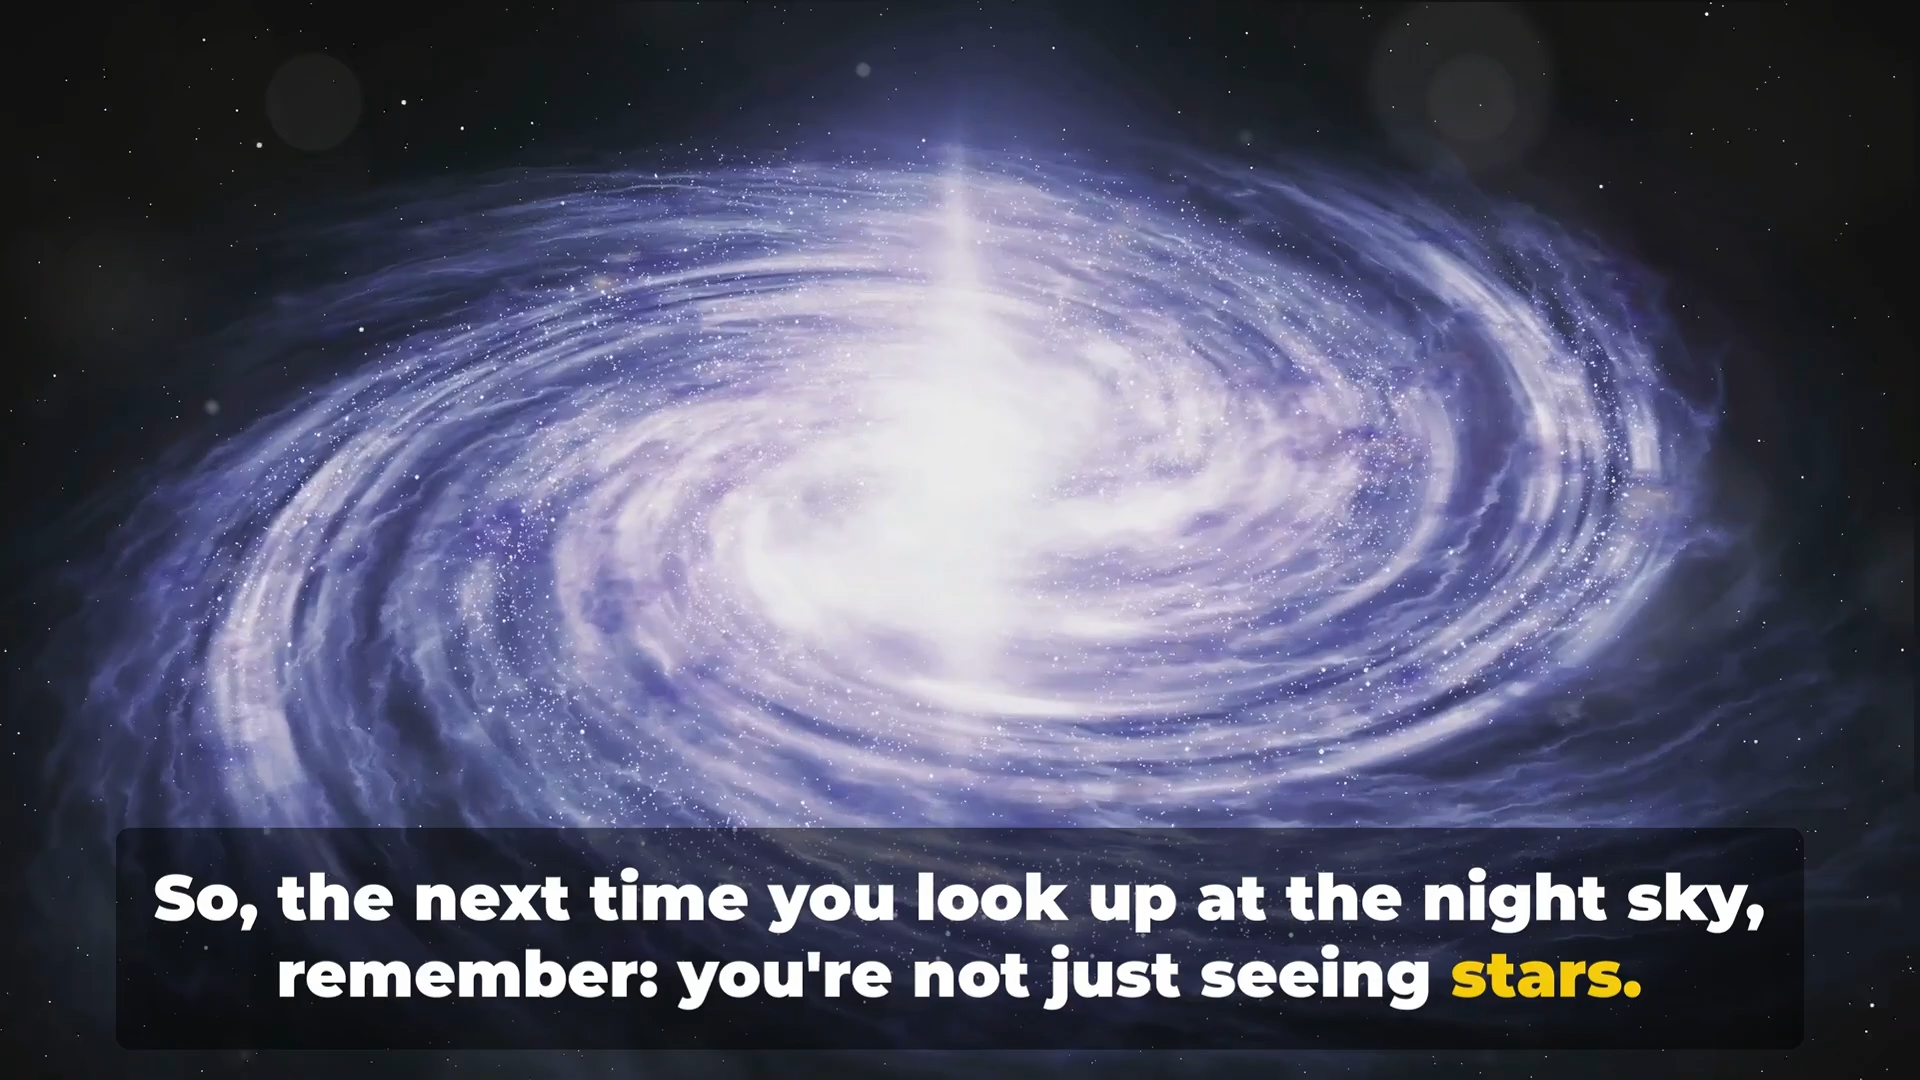 So, the next time you look up at the night sky,
remember: you're not just seeing stars.